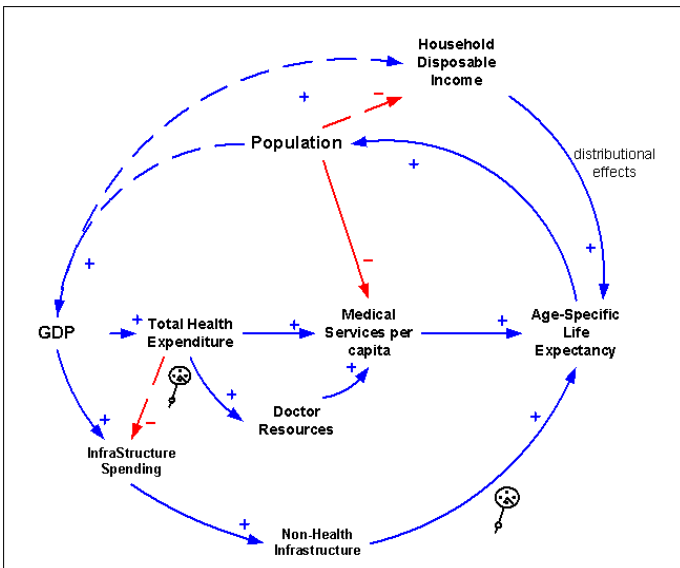 Household
Disposable
Income
+
−
Population
distributional
effects
+
+
+
−
GDP
+
Total Health
Expenditure
+
Medical
Services per
capita
+
Age-Specific
Life
Expectancy
+
+
Doctor
Resources
+
+
−
InfraStructure
Spending
+
Non-Health
Infrastructure